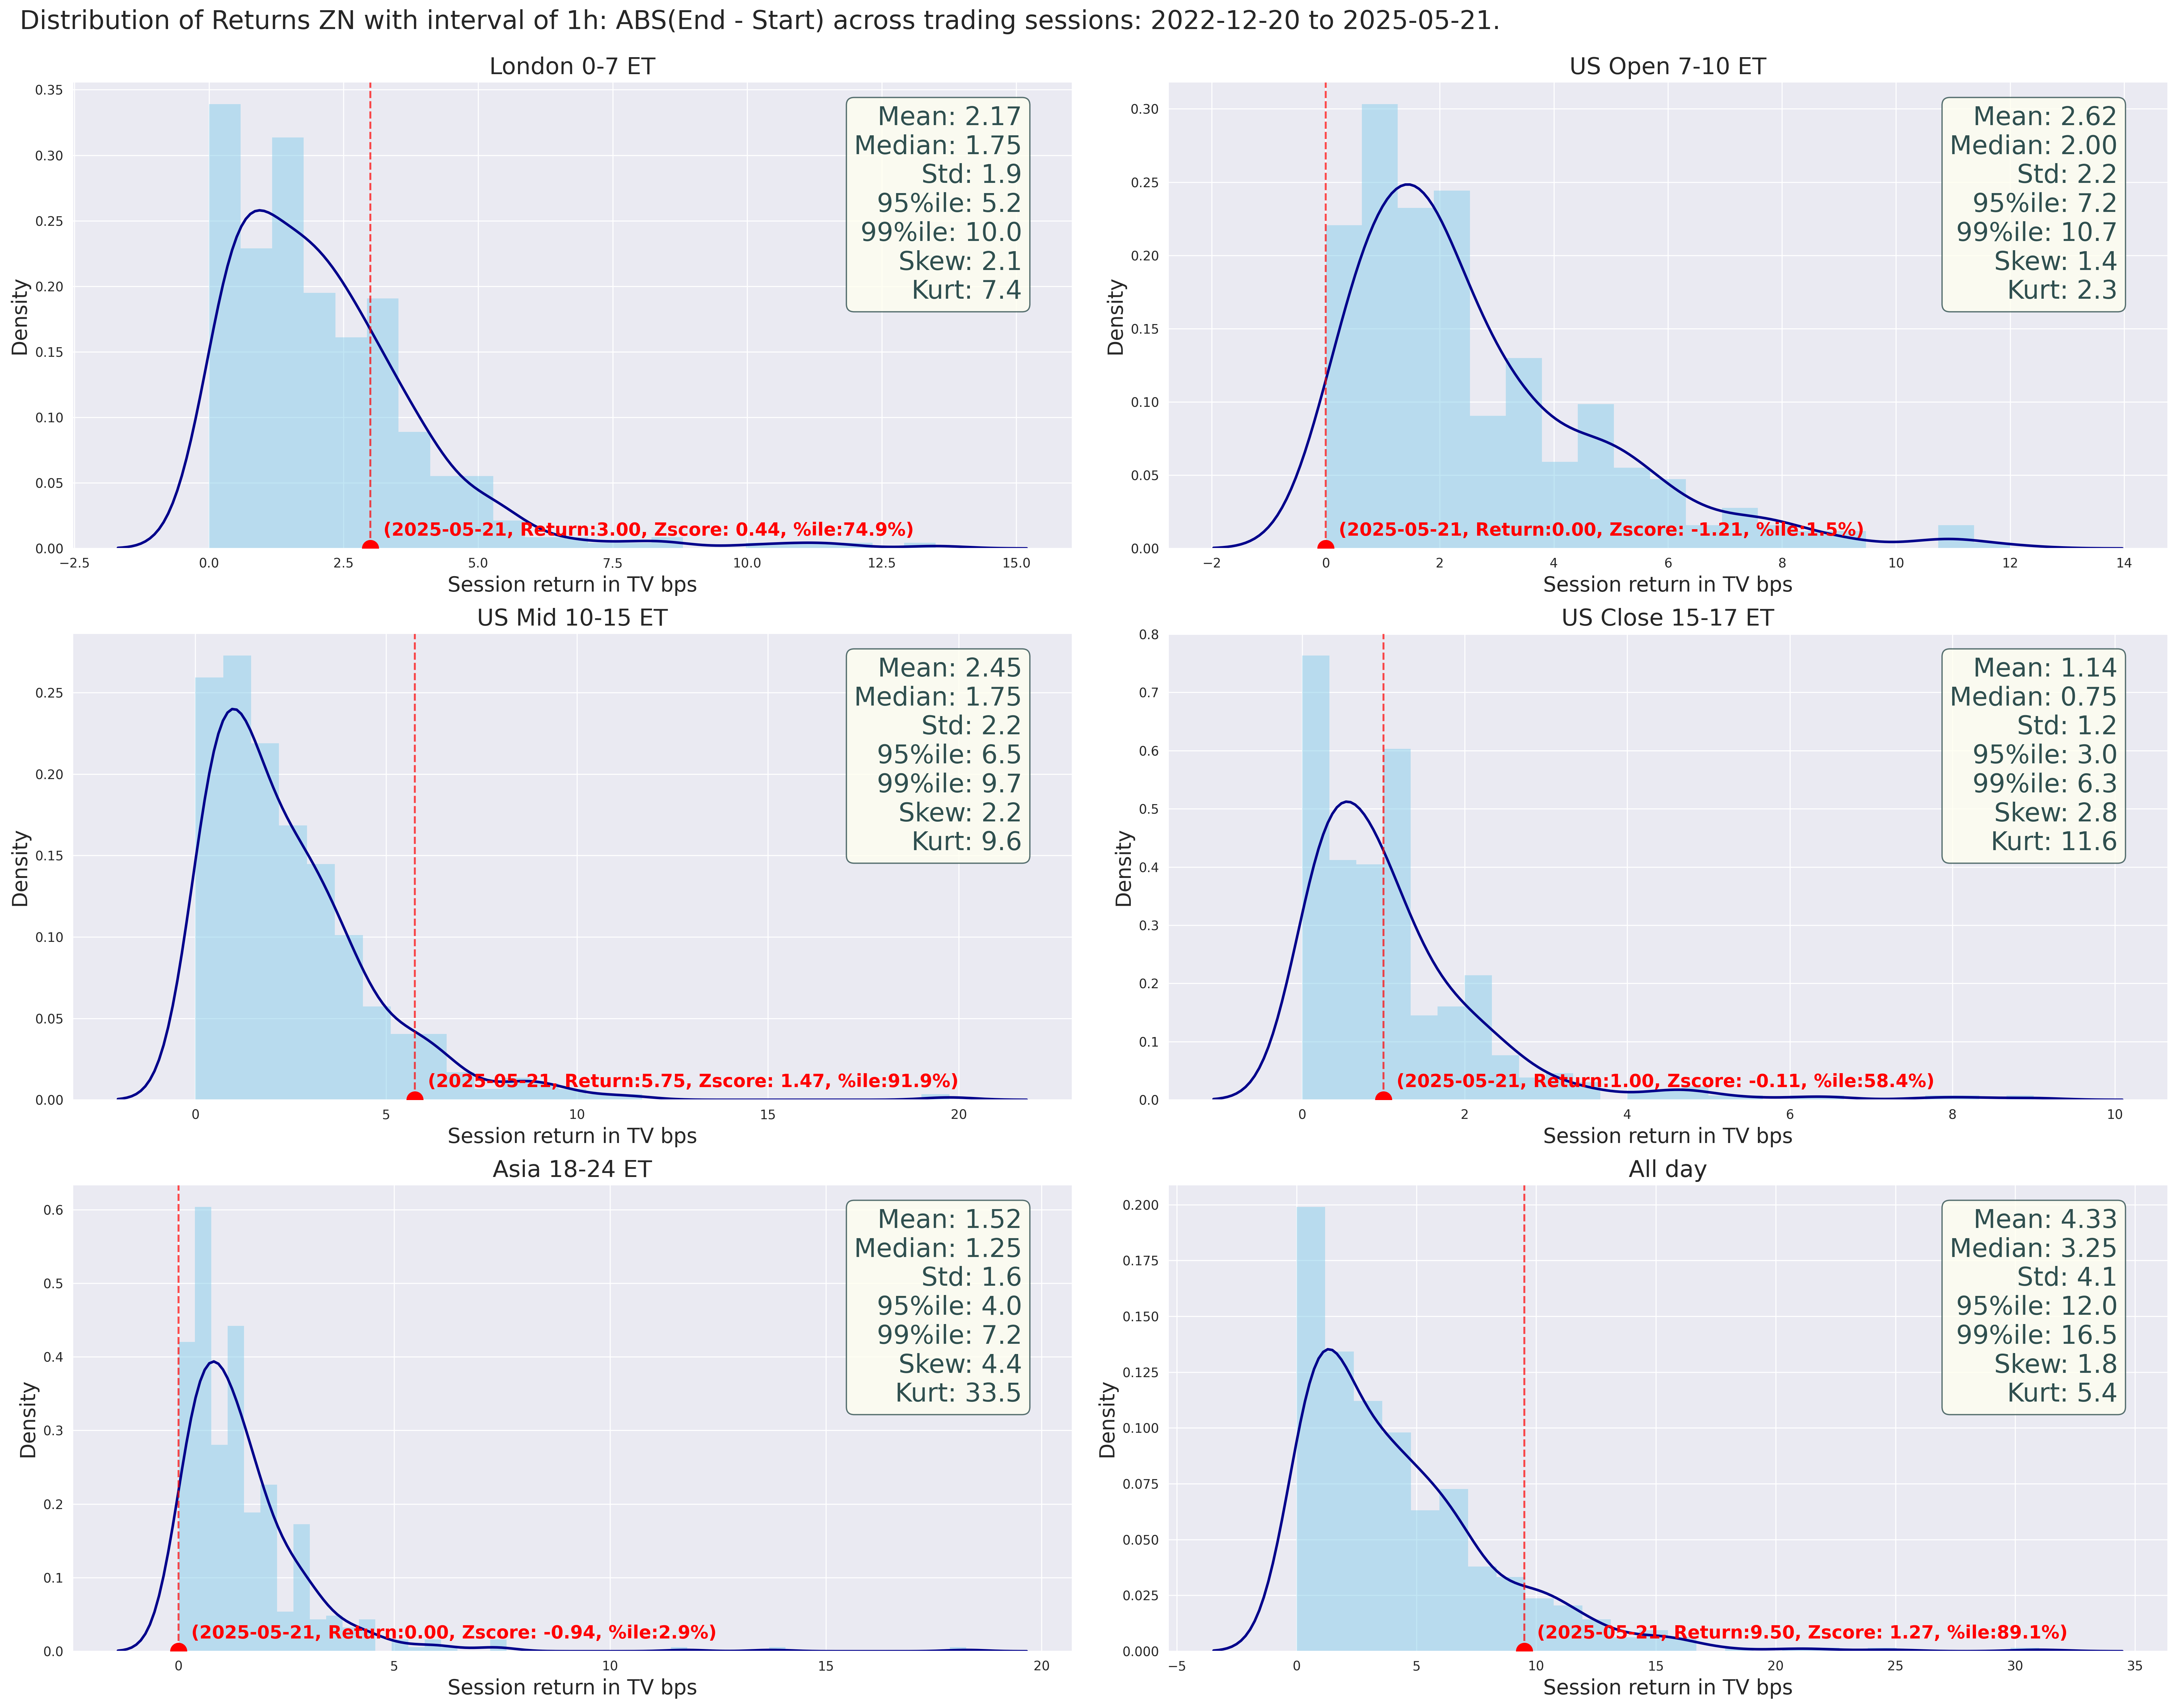 Distribution of Returns ZN with interval of 1h: ABS(End - Start) across trading sessions: 2022-12-20 to 2025-05-21.
London 0-7 ET
0.35
0.30
0.25
0.20
0.15
0.10
0.05
0.00
Density
Mean: 2.17
Median: 1.75
Std: 1.9
95%ile: 5.2
99%ile: 10.0
Skew: 2.1
Kurt: 7.4
(2025-05-21, Return:3.00, Zscore: 0.44, %ile:74.9%)
−2.5 0.0 2.5 5.0 7.5 10.0 12.5 15.0
Session return in TV bps
US Open 7-10 ET
0.30
0.25
0.20
0.15
0.10
0.05
0.00
Density
Mean: 2.62
Median: 2.00
Std: 2.2
95%ile: 7.2
99%ile: 10.7
Skew: 1.4
Kurt: 2.3
(2025-05-21, Return:0.00, Zscore: -1.21, %ile:1.5%)
−2 0 2 4 6 8 10 12 14
Session return in TV bps
US Mid 10-15 ET
0.25
0.20
0.15
0.10
0.05
0.00
Density
Mean: 2.45
Median: 1.75
Std: 2.2
95%ile: 6.5
99%ile: 9.7
Skew: 2.2
Kurt: 9.6
(2025-05-21, Return:5.75, Zscore: 1.47, %ile:91.9%)
0 5 10 15 20
Session return in TV bps
US Close 15-17 ET
0.8
0.7
0.6
0.5
0.4
0.3
0.2
0.1
0.0
Density
Mean: 1.14
Median: 0.75
Std: 1.2
95%ile: 3.0
99%ile: 6.3
Skew: 2.8
Kurt: 11.6
(2025-05-21, Return:1.00, Zscore: -0.11, %ile:58.4%)
0 2 4 6 8 10
Session return in TV bps
Asia 18-24 ET
0.6
0.5
0.4
0.3
0.2
0.1
0.0
Density
Mean: 1.52
Median: 1.25
Std: 1.6
95%ile: 4.0
99%ile: 7.2
Skew: 4.4
Kurt: 33.5
(2025-05-21, Return:0.00, Zscore: -0.94, %ile:2.9%)
0 5 10 15 20
Session return in TV bps
All day
0.200
0.175
0.150
0.125
0.100
0.075
0.050
0.025
0.000
Density
Mean: 4.33
Median: 3.25
Std: 4.1
95%ile: 12.0
99%ile: 16.5
Skew: 1.8
Kurt: 5.4
(2025-05-21, Return:9.50, Zscore: 1.27, %ile:89.1%)
−5 0 5 10 15 20 25 30 35
Session return in TV bps